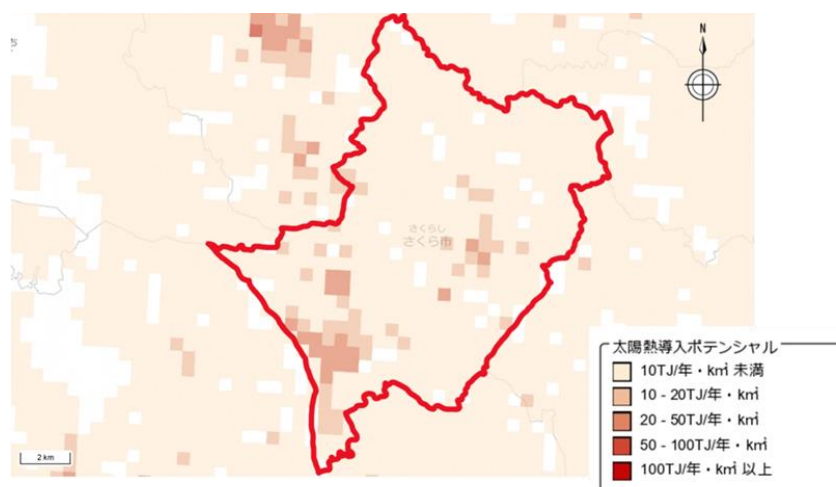 N
さくらし
さくら市
太陽熱導入ポテンシャル
10TJ/年・k㎡ 未満
10 - 20TJ/年・k㎡
20 - 50TJ/年・k㎡
50 - 100TJ/年・k㎡
100TJ/年・k㎡ 以上
2 km